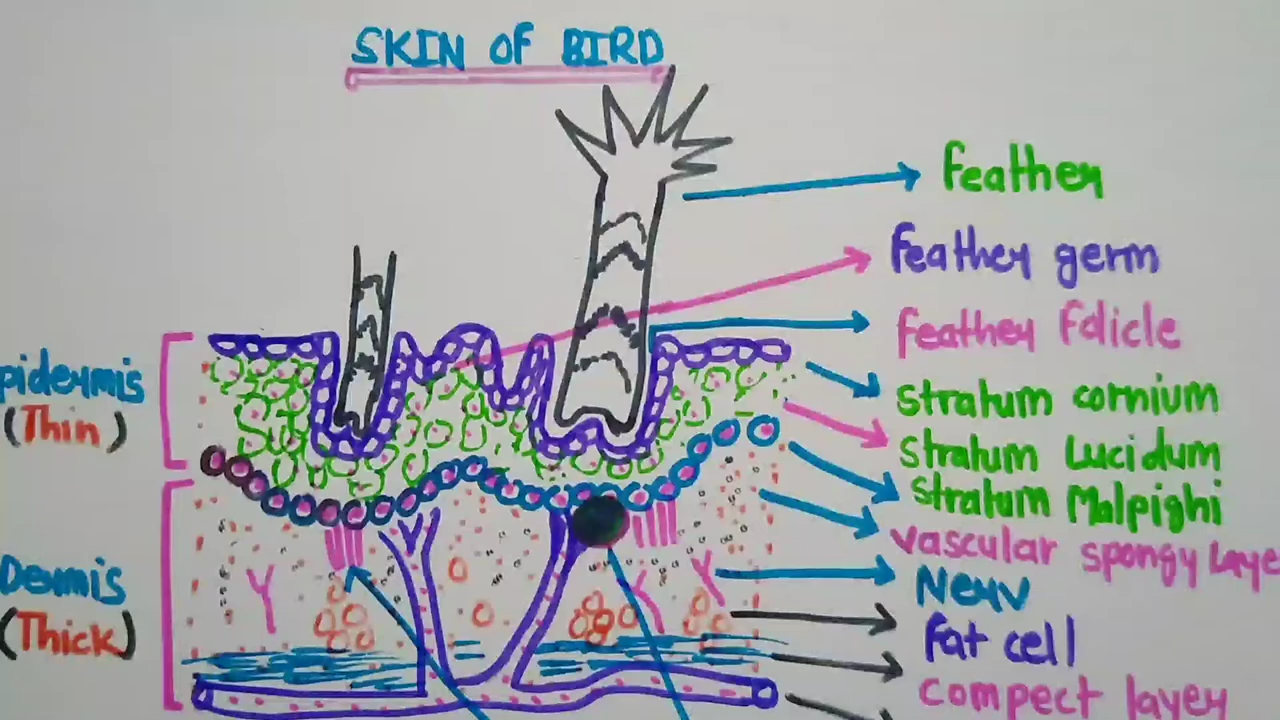 SKIN OF BIRD
Feather
Feather germ
Feather Folicle
stratum cornium
stratum Lucidum
stratum Malpighi
vascular spongy laye
Nerv
Fat cell
compect layer
pidermis
(Thin)
Dermis
(Thick)